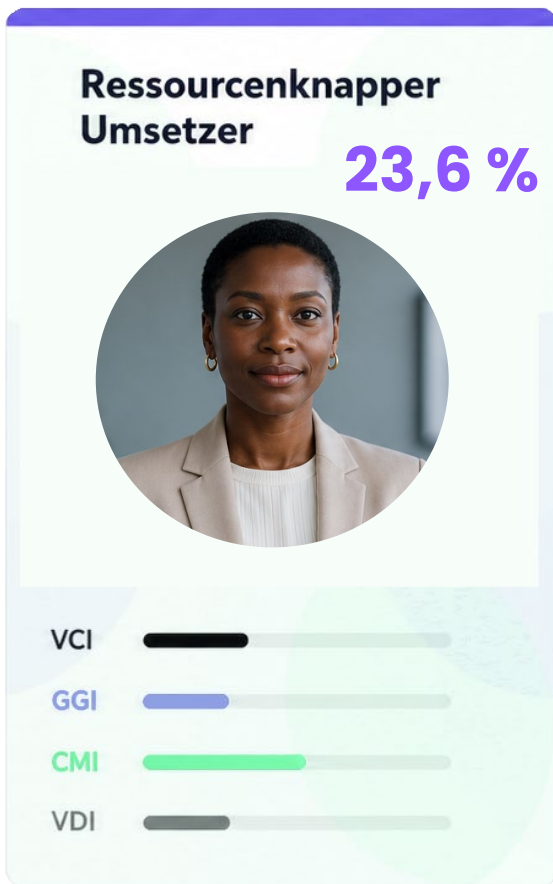 Ressourcenknapper
Umsetzer
23,6 %
VCI
GGI
CMI
VDI